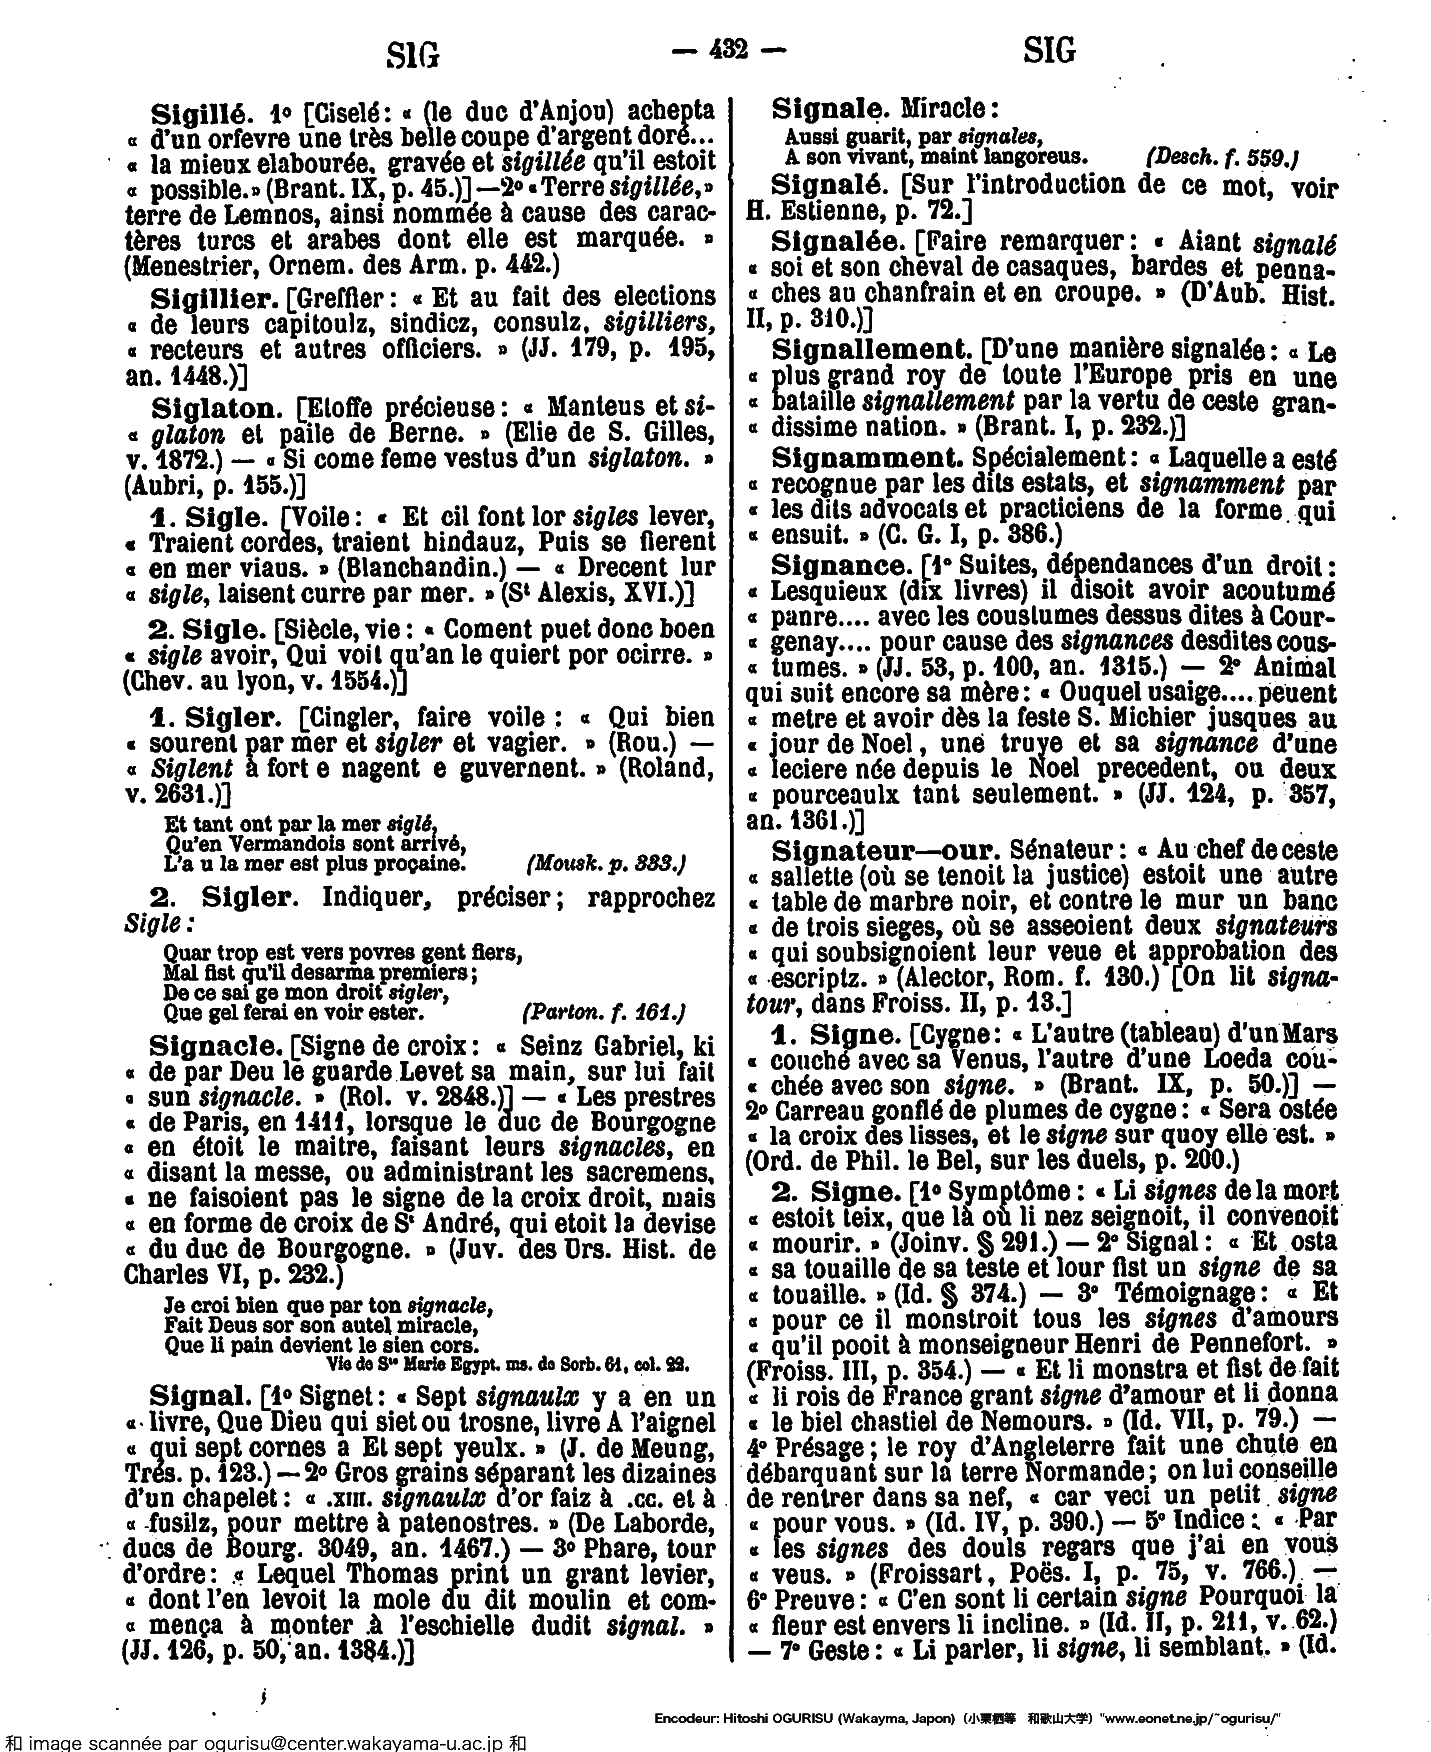 SIG
— 432 —
SIG
Sigillé. 1º [Ciselé : « (le duc d'Anjou) achepta
« d'un orfevre une très belle coupe d'argent doré...
« la mieux elabourée, gravée et sigillée qu'il estoit
« possible. » (Brant. IX, p. 45.)] — 2º « Terre sigillée, »
terre de Lemnos, ainsi nommée à cause des carac-
tères turcs et arabes dont elle est marquée. »
(Menestrier, Ornem. des Arm. p. 442.)
Sigillier. [Greffier : « Et au fait des elections
« de leurs capitoulz, sindicz, consulz, sigilliers,
« recteurs et autres officiers. » (JJ. 179, p. 195,
an. 1448.)]
Siglaton. [Etoffe précieuse : « Manteus et si-
« glaton et paile de Berne. » (Elie de S. Gilles,
v. 1872.) — « Si come feme vestus d'un siglaton. »
(Aubri, p. 155.)]
1. Sigle. [Voile : « Et cil font lor sigles lever,
« Traient cordes, traient hindauz, Puis se fierent
« en mer viaus. » (Blanchandin.) — « Drecent lur
« sigle, laisent curre par mer. » (St Alexis, XVI.)]
2. Sigle. [Siècle, vie : « Coment puet donc boen
« sigle avoir, Qui voit qu'an le quiert por ocirre. »
(Chev. au lyon, v. 1554.)]
1. Sigler. [Cingler, faire voile : « Qui bien
« sourent par mer et sigler et vagier. » (Rou.) —
« Siglent à fort e nagent e guvernent. » (Roland,
v. 2631.)]
Et tant ont par la mer siglé,
Qu'en Vermandois sont arrivé,
L'a u la mer est plus proçaine. (Mousk. p. 333.)
2. Sigler. Indiquer, préciser ; rapprochez
Sigle :
Quar trop est vers povres gent fiers,
Mal fist qu'il desarma premiers ;
De ce sai ge mon droit sigler,
Que gel ferai en voir ester. (Parton. f. 161.)
Signacle. [Signe de croix : « Seinz Gabriel, ki
« de par Deu le guarde Levet sa main, sur lui fait
« sun signacle. » (Rol. v. 2848.)] — « Les prestres
« de Paris, en 1411, lorsque le duc de Bourgogne
« en étoit le maitre, faisant leurs signacles, en
« disant la messe, ou administrant les sacremens,
« ne faisoient pas le signe de la croix droit, mais
« en forme de croix de St André, qui etoit la devise
« du duc de Bourgogne. » (Juv. des Urs. Hist. de
Charles VI, p. 232.)
Je croi bien que par ton signacle,
Fait Deus sor son autel miracle,
Que li pain devient le sien cors.
Vie de Ste Marie Egypt. ms. de Sorb. 61, col. 22.
Signal. [1º Signet : « Sept signaulx y a en un
« livre, Que Dieu qui siet ou trosne, livre A l'aignel
« qui sept cornes a Et sept yeulx. » (J. de Meung,
Trés. p. 123.) — 2º Gros grains séparant les dizaines
d'un chapelet : « .XIII. signaulx d'or faiz à .CC. et à
« fusilz, pour mettre à patenostres. » (De Laborde,
ducs de Bourg. 3049, an. 1467.) — 3º Phare, tour
d'ordre : « Lequel Thomas print un grant levier,
« dont l'en levoit la mole du dit moulin et com-
« mença à monter à l'eschielle dudit signal. »
(JJ. 126, p. 50, an. 1384.)]
Signale. Miracle :
Aussi guarit, par signales,
A son vivant, maint langoreus. (Desch. f. 559.)
Signalé. [Sur l'introduction de ce mot, voir
H. Estienne, p. 72.]
Signalée. [Faire remarquer : « Aiant signalé
« soi et son cheval de casaques, bardes et penna-
« ches au chanfrain et en croupe. » (D'Aub. Hist.
II, p. 310.)]
Signallement. [D'une manière signalée : « Le
« plus grand roy de toute l'Europe pris en une
« bataille signallement par la vertu de ceste gran-
« dissime nation. » (Brant. I, p. 232.)]
Signamment. Spécialement : « Laquelle a esté
« recognue par les dits estats, et signamment par
« les dits advocats et practiciens de la forme qui
« ensuit. » (C. G. I, p. 386.)
Signance. [1º Suites, dépendances d'un droit :
« Lesquieux (dix livres) il disoit avoir acoutumé
« panre.... avec les coustumes dessus dites à Cour-
« genay.... pour cause des signances desdites cous-
« tumes. » (JJ. 53, p. 100, an. 1315.) — 2º Animal
qui suit encore sa mère : « Ouquel usaige.... peuent
« metre et avoir dès la feste S. Michier jusques au
« jour de Noel, une truye et sa signance d'une
« leciere née depuis le Noel precedent, ou deux
« pourceaulx tant seulement. » (JJ. 124, p. 357,
an. 1361.)]
Signateur—our. Sénateur : « Au chef de ceste
« sallette (où se tenoit la justice) estoit une autre
« table de marbre noir, et contre le mur un banc
« de trois sieges, où se asseoient deux signateurs
« qui soubsignoient leur veue et approbation des
« escriptz. » (Alector, Rom. f. 130.) [On lit signa-
tour, dans Froiss. II, p. 13.]
1. Signe. [Cygne : « L'autre (tableau) d'un Mars
« couché avec sa Venus, l'autre d'une Loeda cou-
« chée avec son signe. » (Brant. IX, p. 50.)] —
2º Carreau gonflé de plumes de cygne : « Sera ostée
« la croix des lisses, et le signe sur quoy elle est. »
(Ord. de Phil. le Bel, sur les duels, p. 200.)
2. Signe. [1º Symptôme : « Li signes de la mort
« estoit teix, que là où li nez seignoit, il convenoit
« mourir. » (Joinv. § 291.) — 2º Signal : « Et osta
« sa touaille de sa teste et lour fist un signe de sa
« touaille. » (Id. § 374.) — 3º Témoignage : « Et
« pour ce il monstroit tous les signes d'amours
« qu'il pooit à monseigneur Henri de Pennefort. »
(Froiss. III, p. 354.) — « Et li monstra et fist de fait
« li rois de France grant signe d'amour et li donna
« le biel chastiel de Nemours. » (Id. VII, p. 79.) —
4º Présage ; le roy d'Angleterre fait une chute en
débarquant sur la terre Normande ; on lui conseille
de rentrer dans sa nef, « car veci un petit signe
« pour vous. » (Id. IV, p. 390.) — 5º Indice : « Par
« les signes des douls regars que j'ai en vous
« veus. » (Froissart, Poës. I, p. 75, v. 766.) —
6º Preuve : « C'en sont li certain signe Pourquoi la
« fleur est envers li incline. » (Id. II, p. 211, v. 62.)
— 7º Geste : « Li parler, li signe, li semblant. » (Id.
Encodeur: Hitoshi OGURISU (Wakayma, Japon) (小栗栖等 和歌山大学) "www.eonet.ne.jp/~ogurisu/"
和 image scannée par ogurisu@center.wakayama-u.ac.jp 和